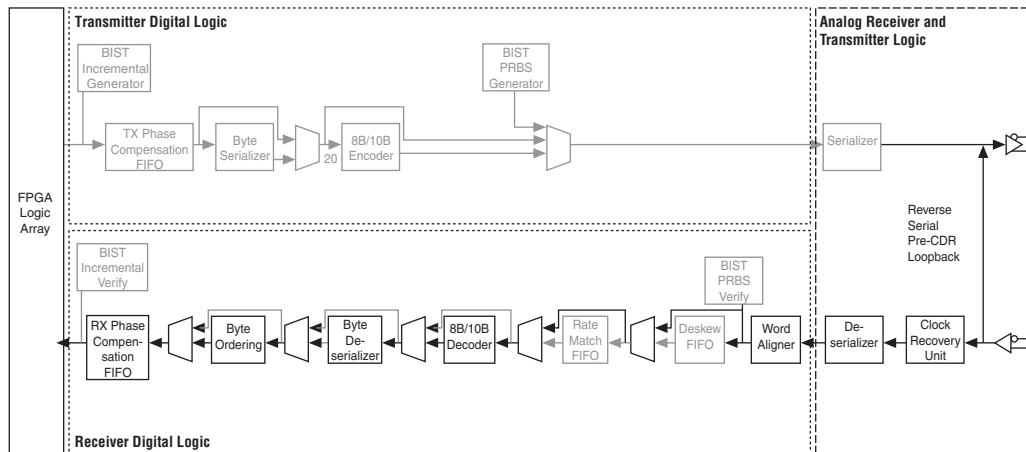 Transmitter Digital Logic
Analog Receiver and
Transmitter Logic
BIST
Incremental
Generator
BIST
PRBS
Generator
TX Phase
Compensation
FIFO
Byte
Serializer
20
8B/10B
Encoder
Serializer
FPGA
Logic
Array
Reverse
Serial
Pre-CDR
Loopback
BIST
Incremental
Verify
BIST
PRBS
Verify
RX Phase
Compen-
sation
FIFO
Byte
Ordering
Byte
De-
serializer
8B/10B
Decoder
Rate
Match
FIFO
Deskew
FIFO
Word
Aligner
De-
serializer
Clock
Recovery
Unit
Receiver Digital Logic